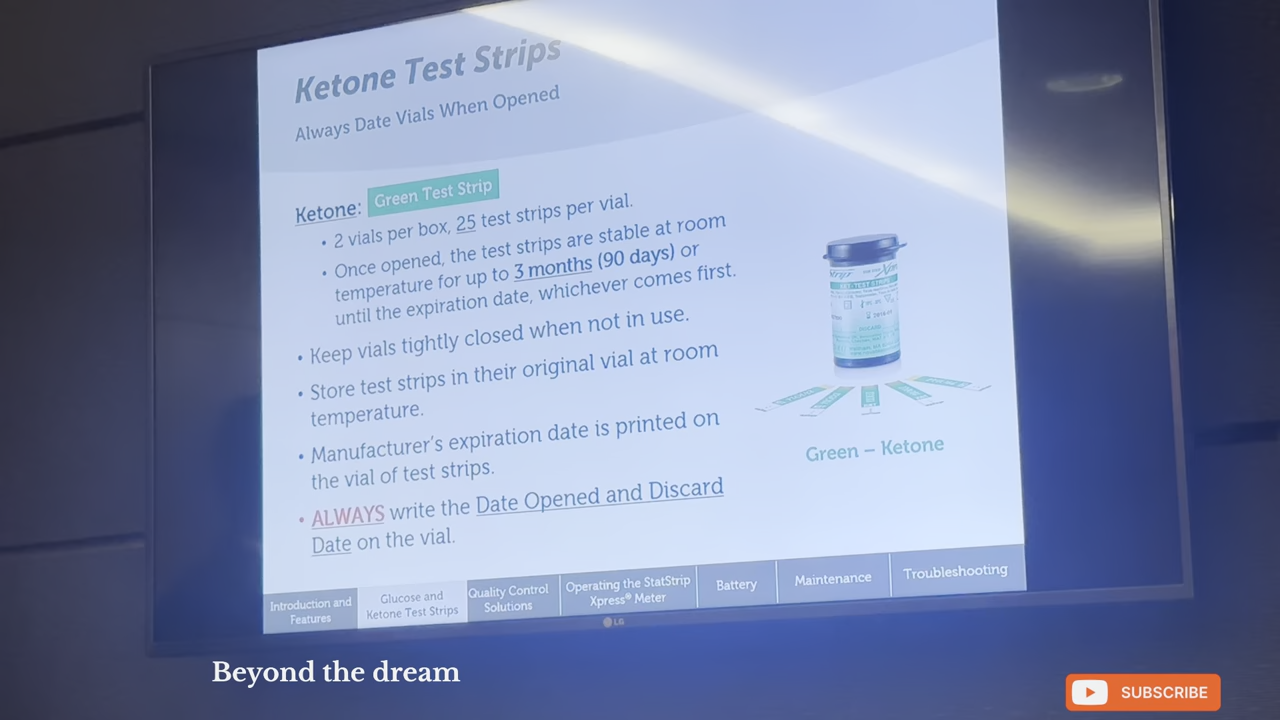 Ketone Test Strips
Always Date Vials When Opened
Ketone: Green Test Strip
• 2 vials per box, 25 test strips per vial.
• Once opened, the test strips are stable at room
temperature for up to 3 months (90 days) or
until the expiration date, whichever comes first.
• Keep vials tightly closed when not in use.
• Store test strips in their original vial at room
temperature.
• Manufacturer's expiration date is printed on
the vial of test strips.
• ALWAYS write the Date Opened and Discard
Date on the vial.
Green – Ketone
Introduction and
Features
Glucose and
Ketone Test Strips
Quality Control
Solutions
Operating the StatStrip
Xpress® Meter
Battery
Maintenance
Troubleshooting
LG
Beyond the dream
SUBSCRIBE